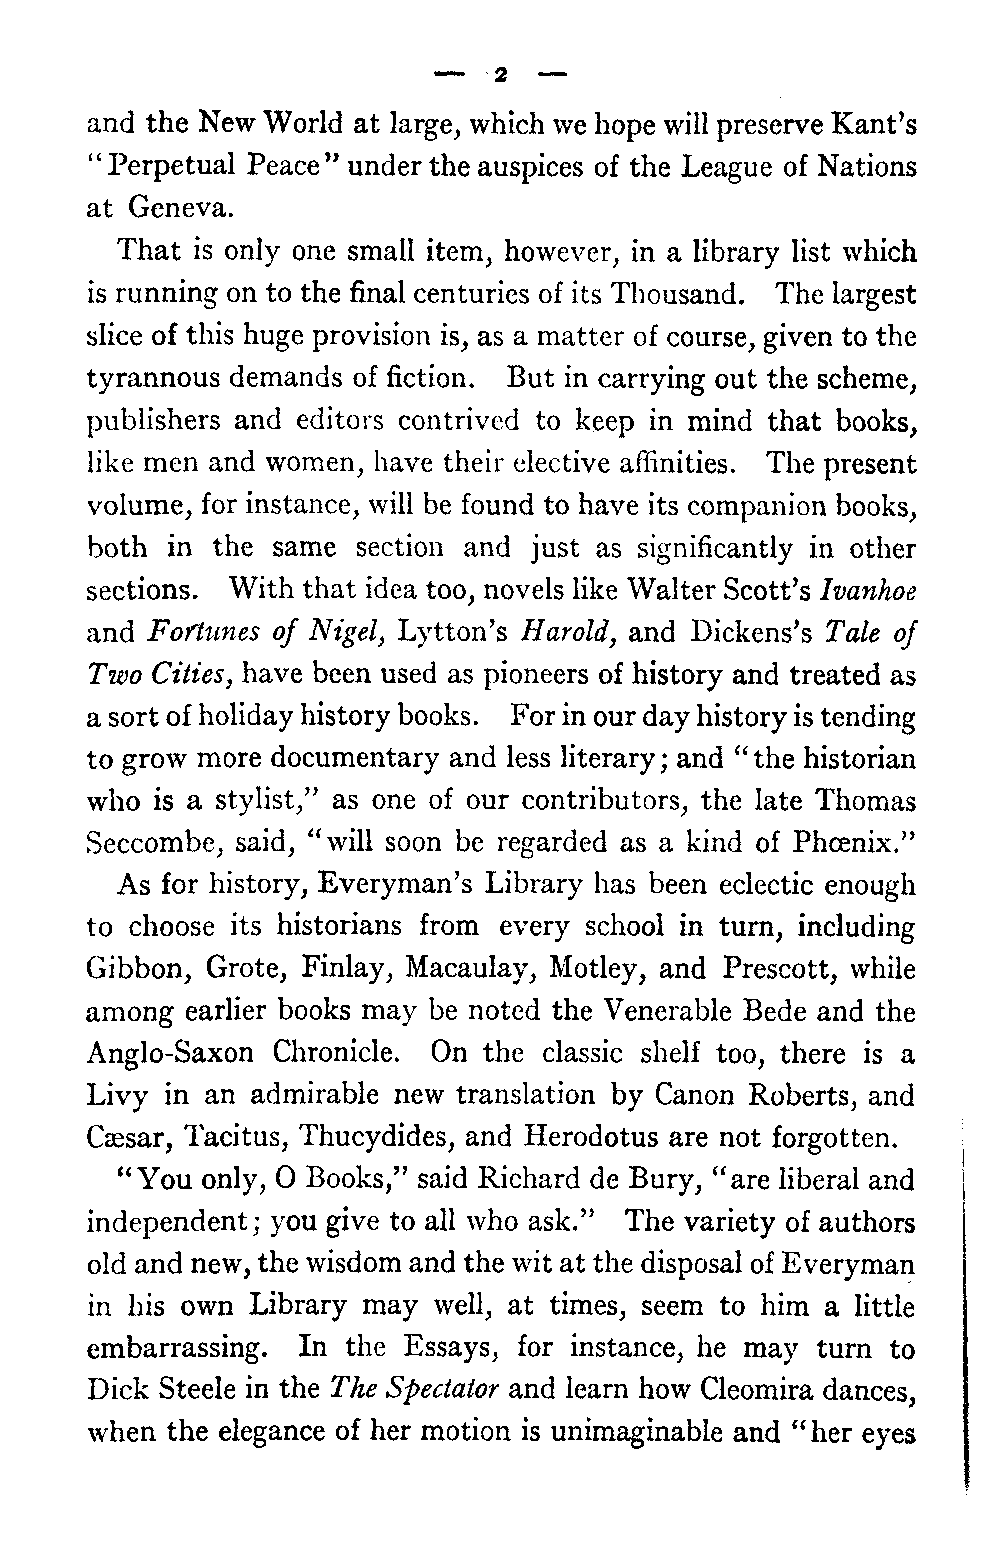 — 2 —
and the New World at large, which we hope will preserve Kant's
"Perpetual Peace" under the auspices of the League of Nations
at Geneva.
That is only one small item, however, in a library list which
is running on to the final centuries of its Thousand. The largest
slice of this huge provision is, as a matter of course, given to the
tyrannous demands of fiction. But in carrying out the scheme,
publishers and editors contrived to keep in mind that books,
like men and women, have their elective affinities. The present
volume, for instance, will be found to have its companion books,
both in the same section and just as significantly in other
sections. With that idea too, novels like Walter Scott's Ivanhoe
and Fortunes of Nigel, Lytton's Harold, and Dickens's Tale of
Two Cities, have been used as pioneers of history and treated as
a sort of holiday history books. For in our day history is tending
to grow more documentary and less literary; and "the historian
who is a stylist," as one of our contributors, the late Thomas
Seccombe, said, "will soon be regarded as a kind of Phœnix."
As for history, Everyman's Library has been eclectic enough
to choose its historians from every school in turn, including
Gibbon, Grote, Finlay, Macaulay, Motley, and Prescott, while
among earlier books may be noted the Venerable Bede and the
Anglo-Saxon Chronicle. On the classic shelf too, there is a
Livy in an admirable new translation by Canon Roberts, and
Cæsar, Tacitus, Thucydides, and Herodotus are not forgotten.
"You only, O Books," said Richard de Bury, "are liberal and
independent; you give to all who ask." The variety of authors
old and new, the wisdom and the wit at the disposal of Everyman
in his own Library may well, at times, seem to him a little
embarrassing. In the Essays, for instance, he may turn to
Dick Steele in the The Spectator and learn how Cleomira dances,
when the elegance of her motion is unimaginable and "her eyes